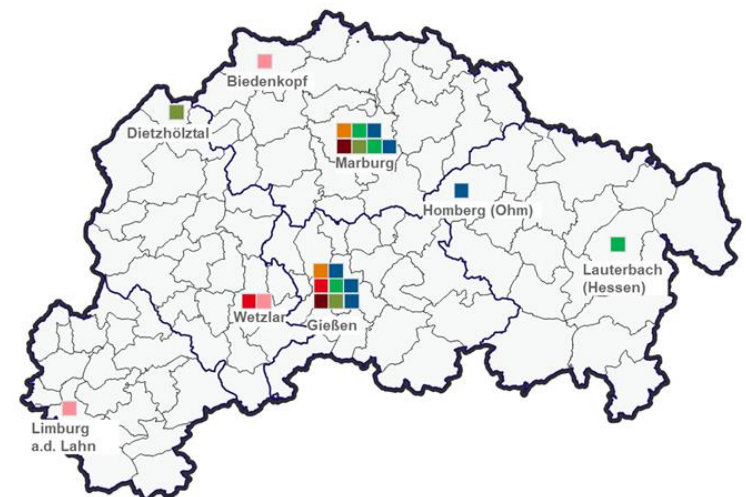 Biedenkopf
Dietzhölztal
Marburg
Homberg (Ohm)
Lauterbach
(Hessen)
Wetzlar
Gießen
Limburg
a.d. Lahn